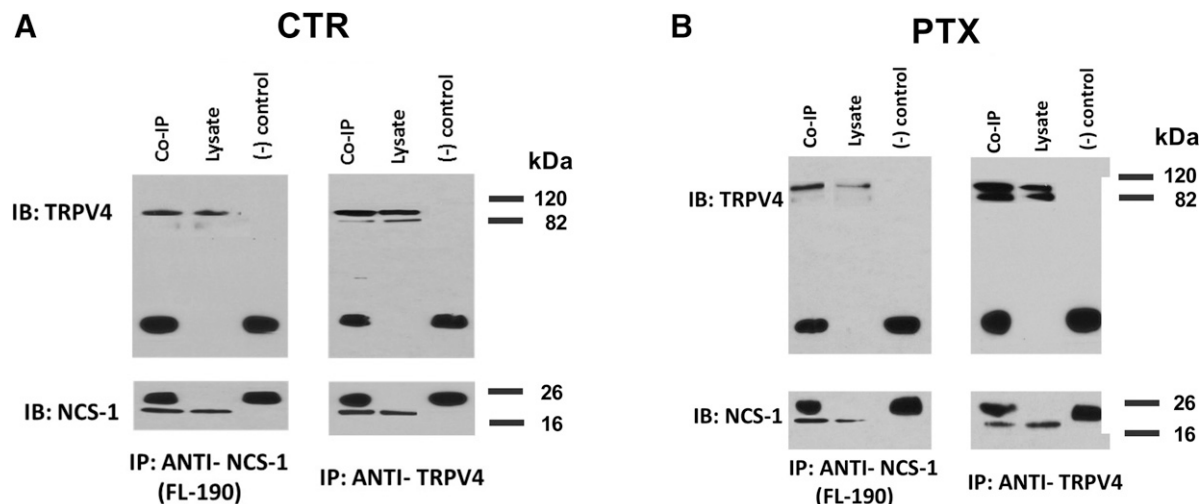 A
CTR
Co-IP
Lysate
(-) control
Co-IP
Lysate
(-) control
kDa
IB: TRPV4
120
82
IB: NCS-1
26
16
IP: ANTI- NCS-1
(FL-190)
IP: ANTI- TRPV4
B
PTX
Co-IP
Lysate
(-) control
Co-IP
Lysate
(-) control
kDa
IB: TRPV4
120
82
IB: NCS-1
26
16
IP: ANTI- NCS-1
(FL-190)
IP: ANTI- TRPV4